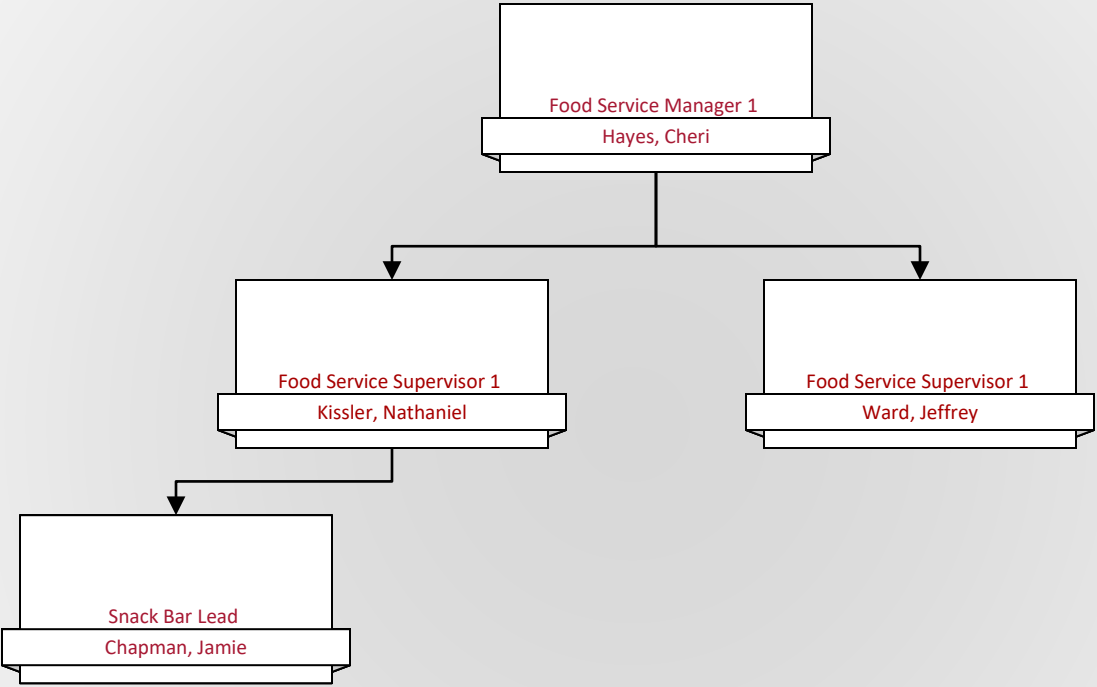 Food Service Manager 1
Hayes, Cheri
Food Service Supervisor 1
Kissler, Nathaniel
Food Service Supervisor 1
Ward, Jeffrey
Snack Bar Lead
Chapman, Jamie